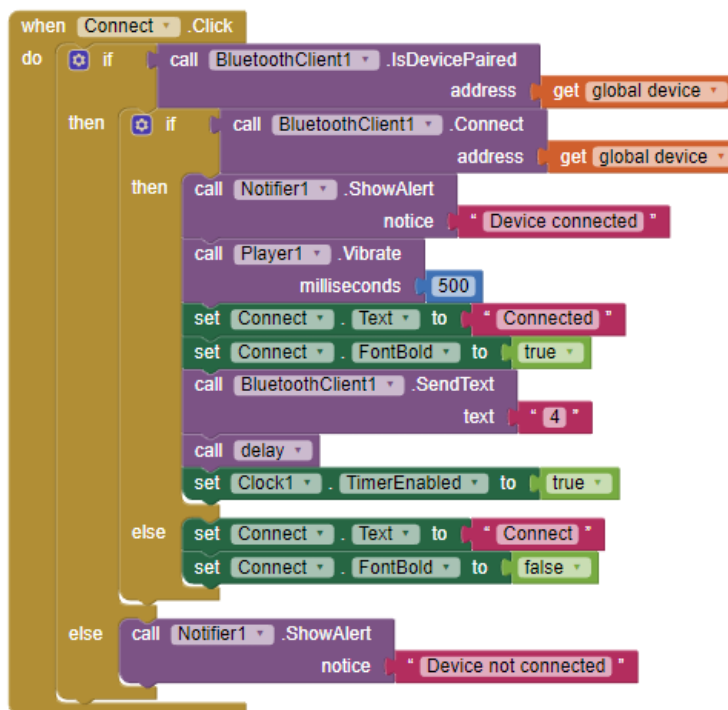 when Connect .Click
do if call BluetoothClient1 .IsDevicePaired
address get global device
then if call BluetoothClient1 .Connect
address get global device
then call Notifier1 .ShowAlert
notice " Device connected "
call Player1 .Vibrate
milliseconds 500
set Connect . Text to " Connected "
set Connect . FontBold to true
call BluetoothClient1 .SendText
text " 4 "
call delay
set Clock1 . TimerEnabled to true
else set Connect . Text to " Connect "
set Connect . FontBold to false
else call Notifier1 .ShowAlert
notice " Device not connected "